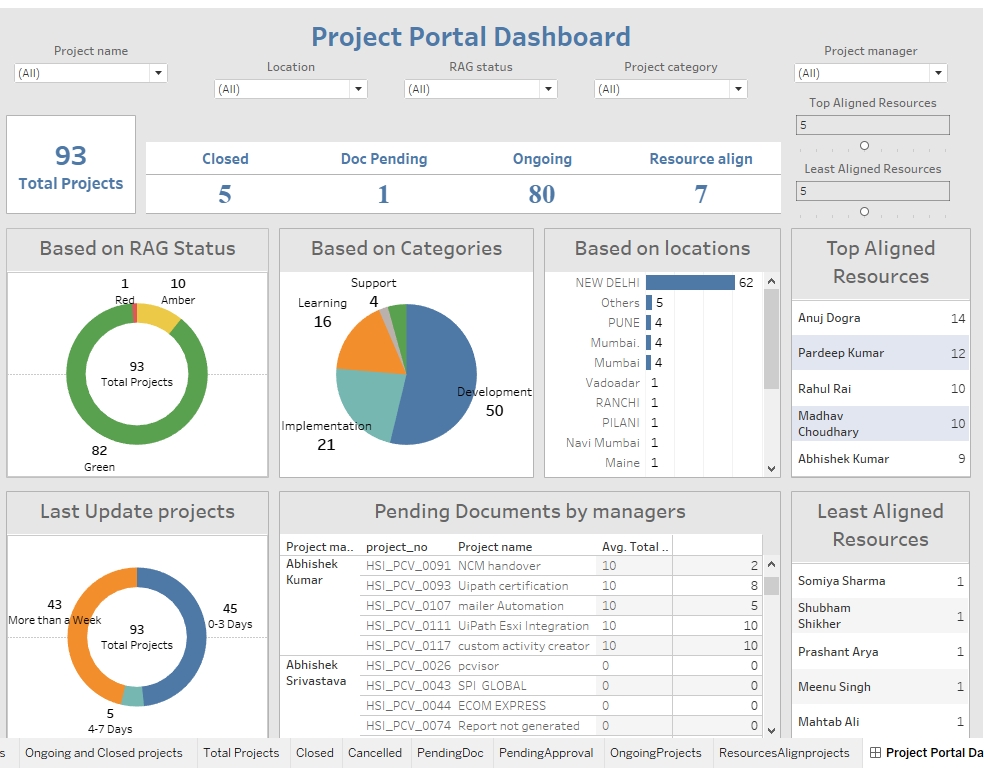 Project Portal Dashboard
Project name
(All)
Location
(All)
RAG status
(All)
Project category
(All)
Project manager
(All)
Top Aligned Resources
5
Least Aligned Resources
5
93
Total Projects
Closed Doc Pending Ongoing Resource align
5 1 80 7
Based on RAG Status
1
Red
10
Amber
93
Total Projects
82
Green
Based on Categories
Support
4
Learning
16
Development
50
Implementation
21
Based on locations
NEW DELHI 62
Others 5
PUNE 4
Mumbai. 4
Mumbai 4
Vadoadar 1
RANCHI 1
PILANI 1
Navi Mumbai 1
Maine 1
Top Aligned
Resources
Anuj Dogra 14
Pardeep Kumar 12
Rahul Rai 10
Madhav
Choudhary 10
Abhishek Kumar 9
Last Update projects
43
More than a Week
45
0-3 Days
93
Total Projects
5
4-7 Days
Pending Documents by managers
Project ma.. project_no Project name Avg. Total ..
Abhishek
Kumar
HSI_PCV_0091 NCM handover 10 2
HSI_PCV_0093 Uipath certification 10 8
HSI_PCV_0107 mailer Automation 10 5
HSI_PCV_0111 UiPath Esxi Integration 10 10
HSI_PCV_0117 custom activity creator 10 10
Abhishek
Srivastava
HSI_PCV_0026 pcvisor 0 0
HSI_PCV_0043 SPI GLOBAL 0 0
HSI_PCV_0044 ECOM EXPRESS 0 0
HSI_PCV_0074 Report not generated 0 0
Least Aligned
Resources
Somiya Sharma 1
Shubham
Shikher 1
Prashant Arya 1
Meenu Singh 1
Mahtab Ali 1
s Ongoing and Closed projects Total Projects Closed Cancelled PendingDoc PendingApproval OngoingProjects ResourcesAlignprojects Project Portal Da